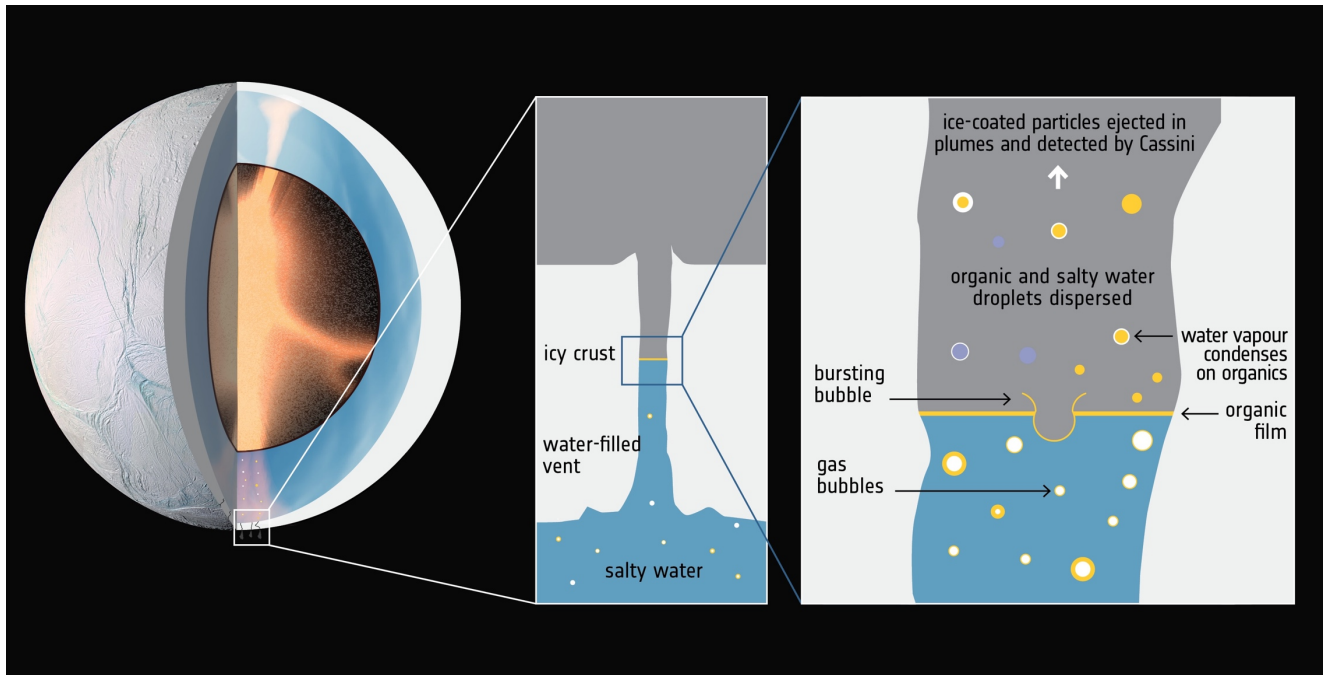 icy crust
water-filled
vent
salty water
ice-coated particles ejected in
plumes and detected by Cassini
organic and salty water
droplets dispersed
water vapour
condenses
on organics
bursting
bubble
organic
film
gas
bubbles